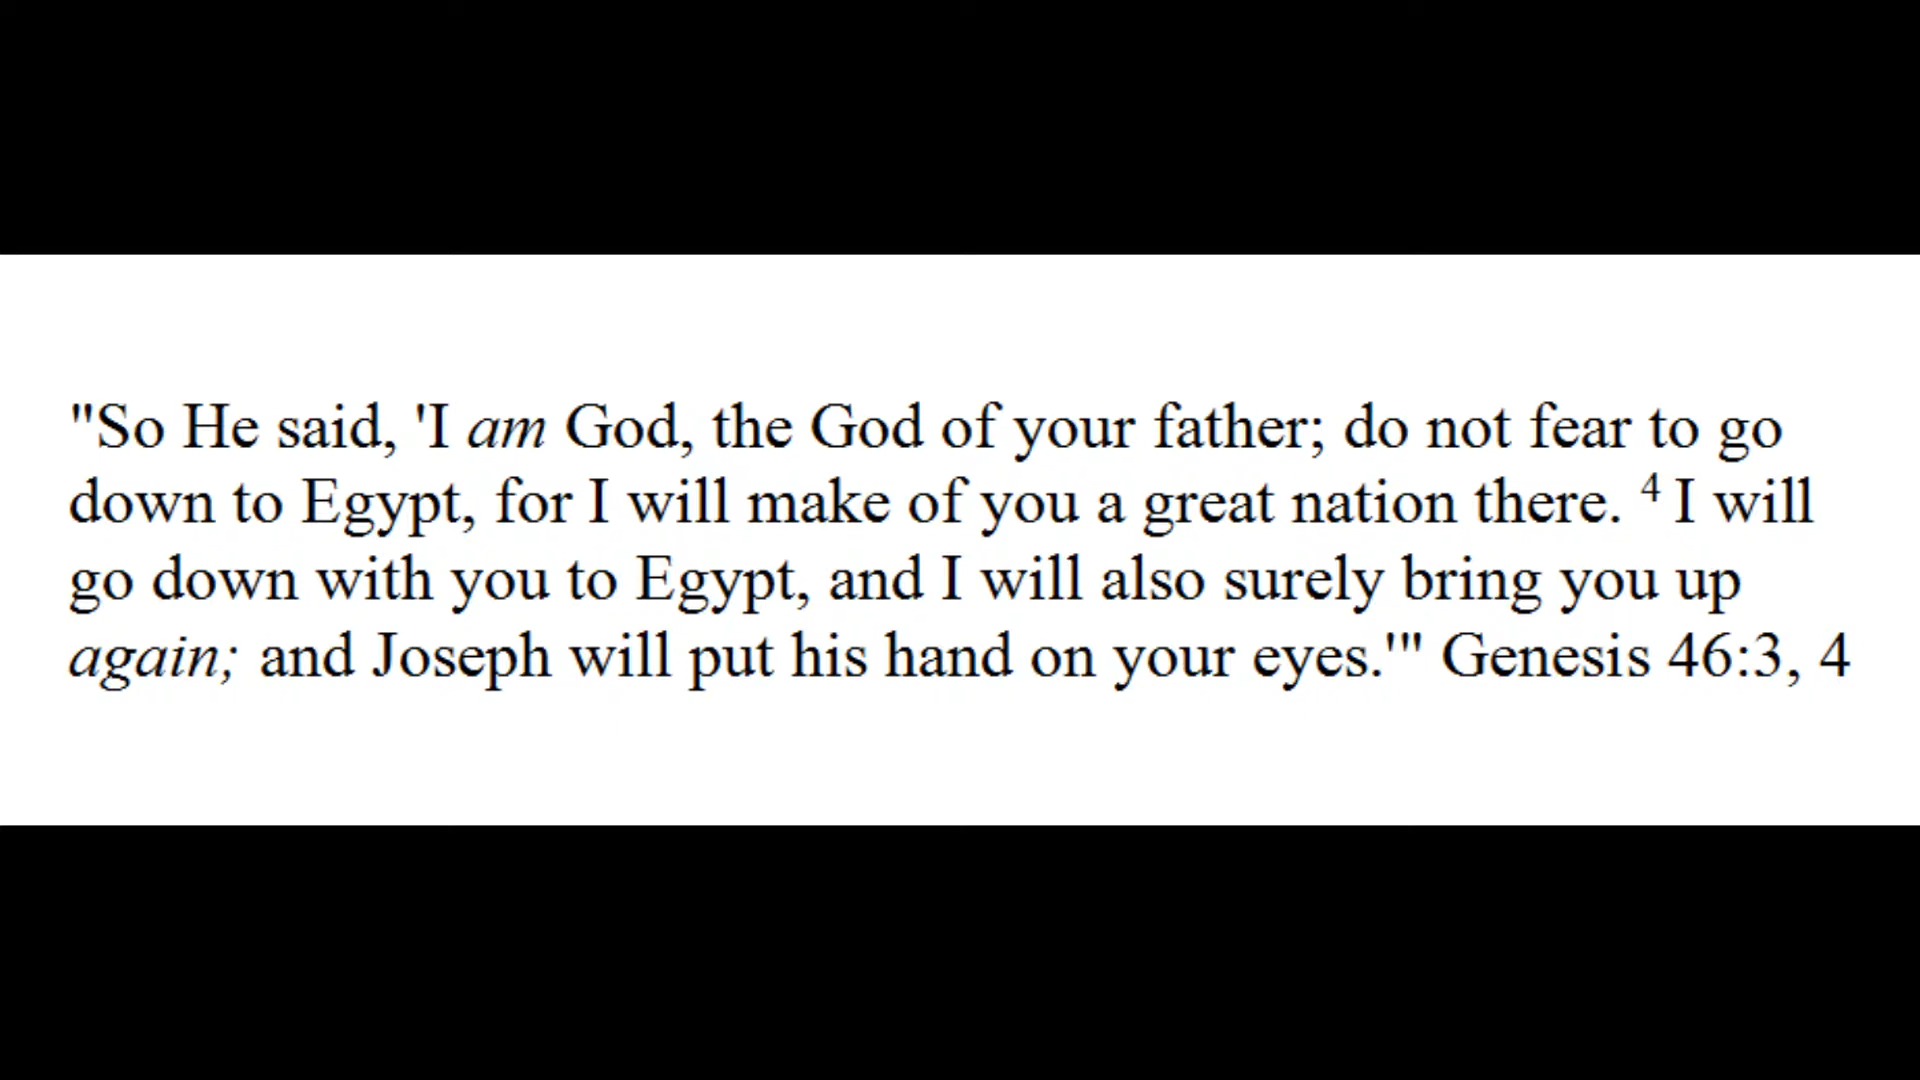 "So He said, 'I am God, the God of your father; do not fear to go
down to Egypt, for I will make of you a great nation there. ⁴ I will
go down with you to Egypt, and I will also surely bring you up
again; and Joseph will put his hand on your eyes.'" Genesis 46:3, 4